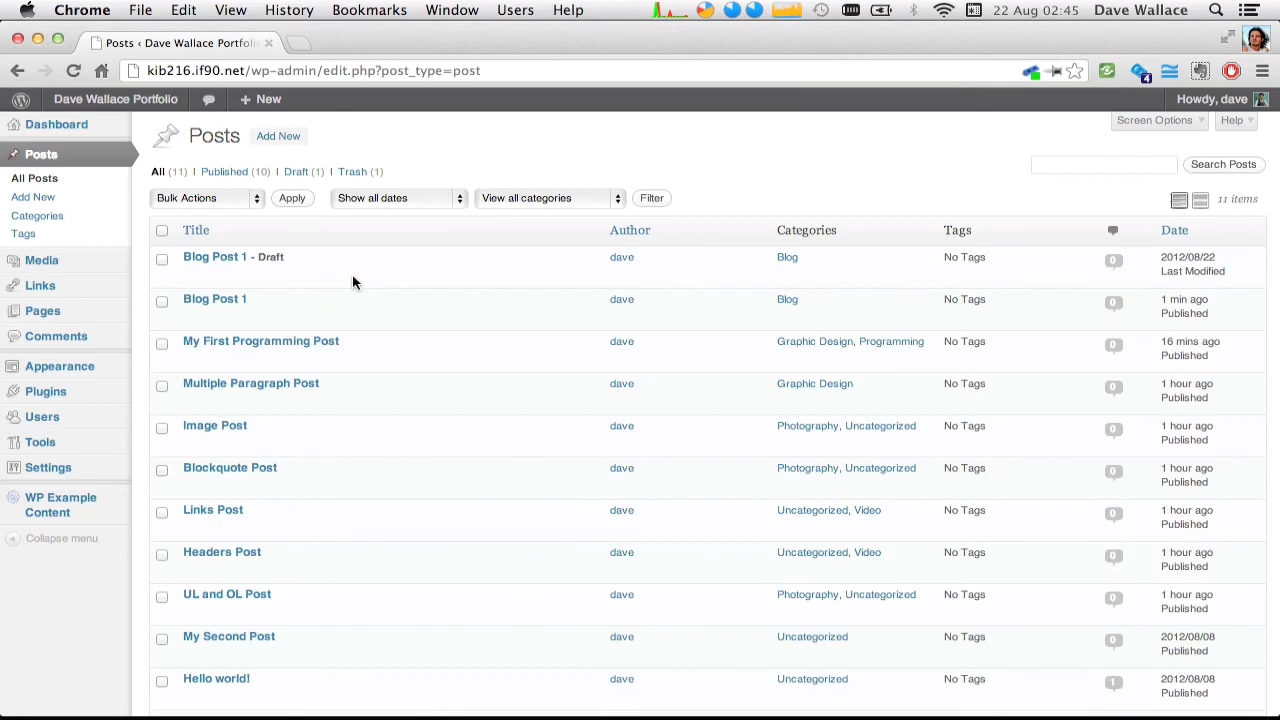 Chrome File Edit View History Bookmarks Window Users Help 22 Aug 02:45 Dave Wallace
Posts ‹ Dave Wallace Portfoli
kib216.if90.net/wp-admin/edit.php?post_type=post
4
Dave Wallace Portfolio + New Howdy, dave
Dashboard
Posts
All Posts
Add New
Categories
Tags
Media
Links
Pages
Comments
Appearance
Plugins
Users
Tools
Settings
WP Example
Content
Collapse menu
Posts Add New Screen Options Help
All (11) | Published (10) | Draft (1) | Trash (1) Search Posts
Bulk Actions Apply Show all dates View all categories Filter 11 items
Title Author Categories Tags Date
Blog Post 1 - Draft dave Blog No Tags 0 2012/08/22
Last Modified
Blog Post 1 dave Blog No Tags 0 1 min ago
Published
My First Programming Post dave Graphic Design, Programming No Tags 0 16 mins ago
Published
Multiple Paragraph Post dave Graphic Design No Tags 0 1 hour ago
Published
Image Post dave Photography, Uncategorized No Tags 0 1 hour ago
Published
Blockquote Post dave Photography, Uncategorized No Tags 0 1 hour ago
Published
Links Post dave Uncategorized, Video No Tags 0 1 hour ago
Published
Headers Post dave Uncategorized, Video No Tags 0 1 hour ago
Published
UL and OL Post dave Photography, Uncategorized No Tags 0 1 hour ago
Published
My Second Post dave Uncategorized No Tags 0 2012/08/08
Published
Hello world! dave Uncategorized No Tags 1 2012/08/08
Published